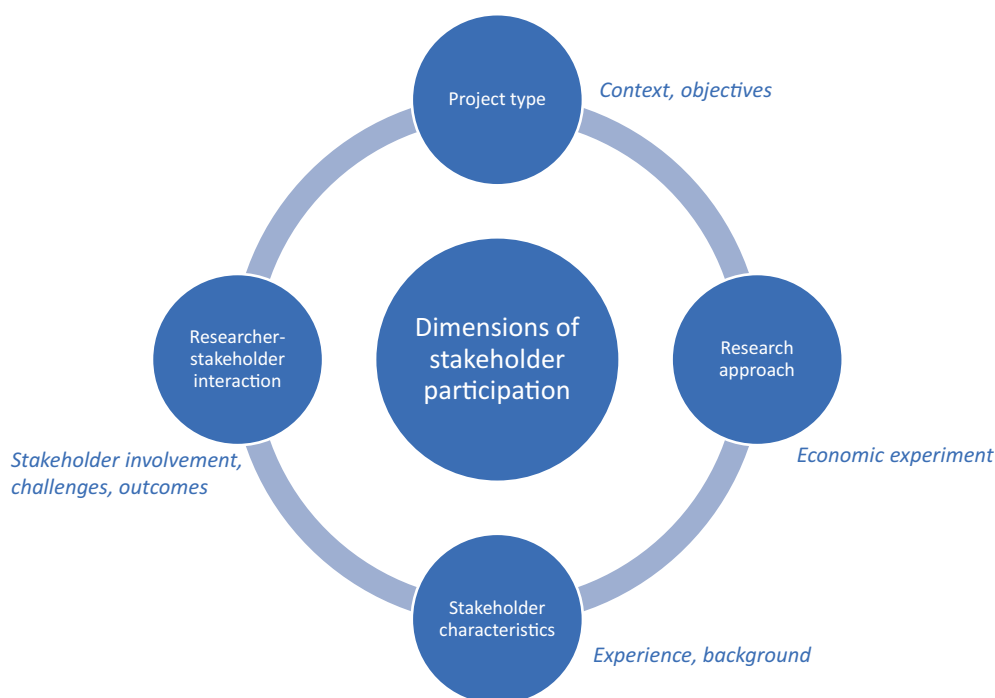 Project type
Context, objectives
Researcher-
stakeholder
interaction
Dimensions of
stakeholder
participation
Research
approach
Stakeholder involvement,
challenges, outcomes
Economic experiment
Stakeholder
characteristics
Experience, background